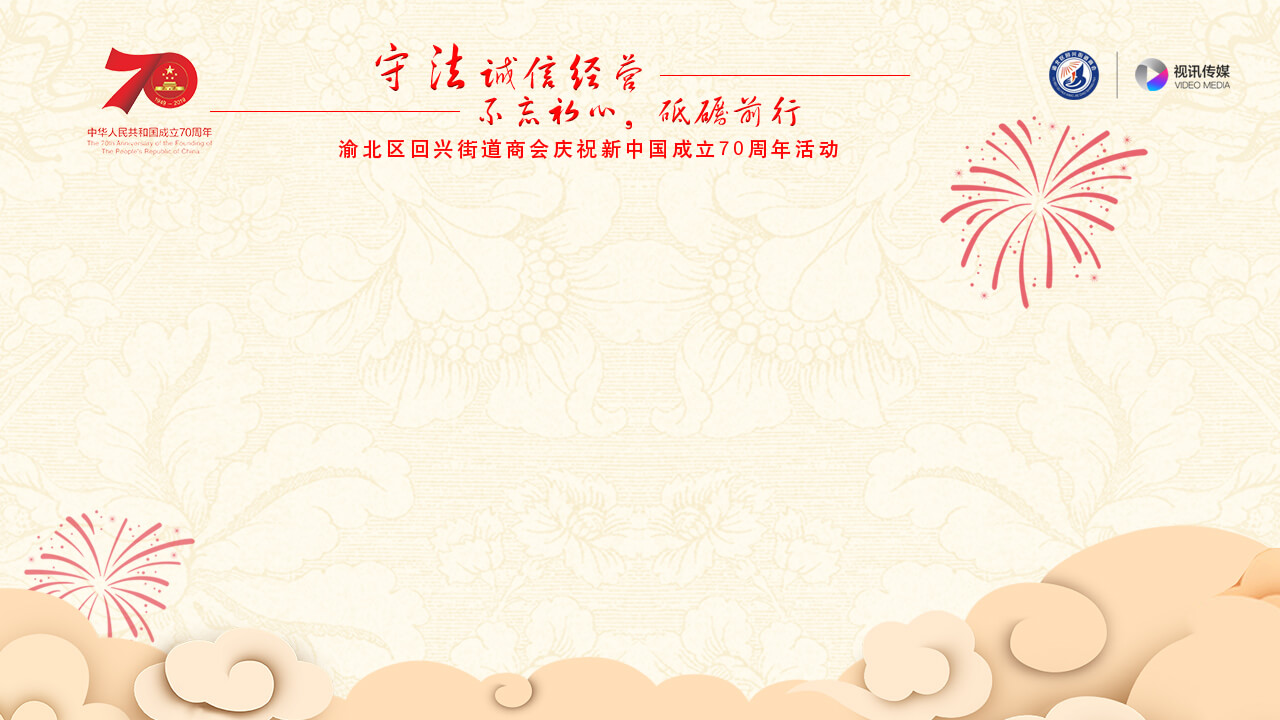 守法诚信经营
不忘初心，砥砺前行
渝北区回兴街道商会庆祝新中国成立70周年活动
70
1949-2019
中华人民共和国成立70周年
The 70th Anniversary of the Founding of
The People's Republic of China
视讯传媒
VIDEO MEDIA